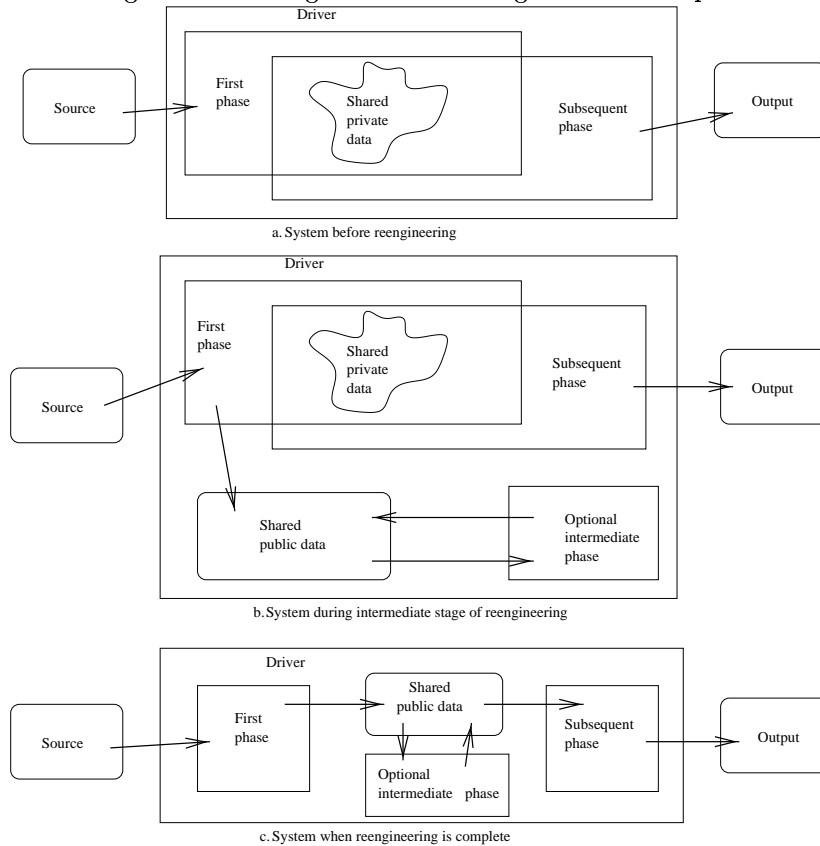 Driver
First
phase
Source
Shared
private
data
Subsequent
phase
Output
a. System before reengineering
Driver
First
phase
Shared
private
data
Subsequent
phase
Source
Output
Shared
public data
Optional
intermediate
phase
b. System during intermediate stage of reengineering
Driver
Shared
public data
First
phase
Subsequent
phase
Source
Output
Optional
intermediate phase
c. System when reengineering is complete